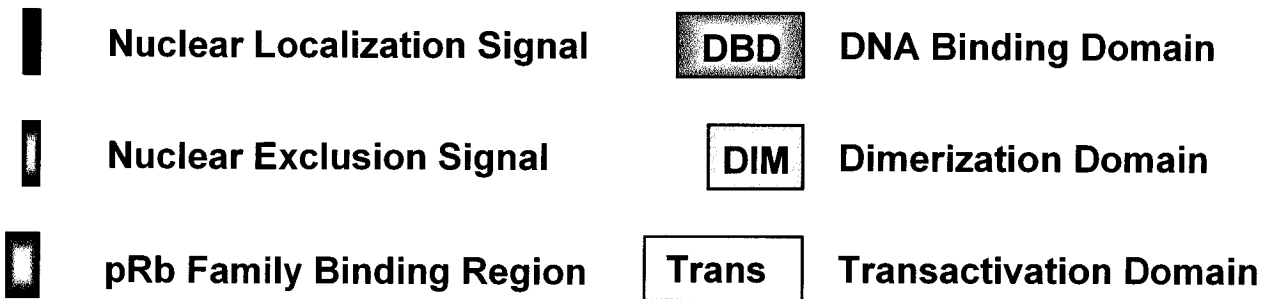 Nuclear Localization Signal DBD DNA Binding Domain
Nuclear Exclusion Signal DIM Dimerization Domain
pRb Family Binding Region Trans Transactivation Domain